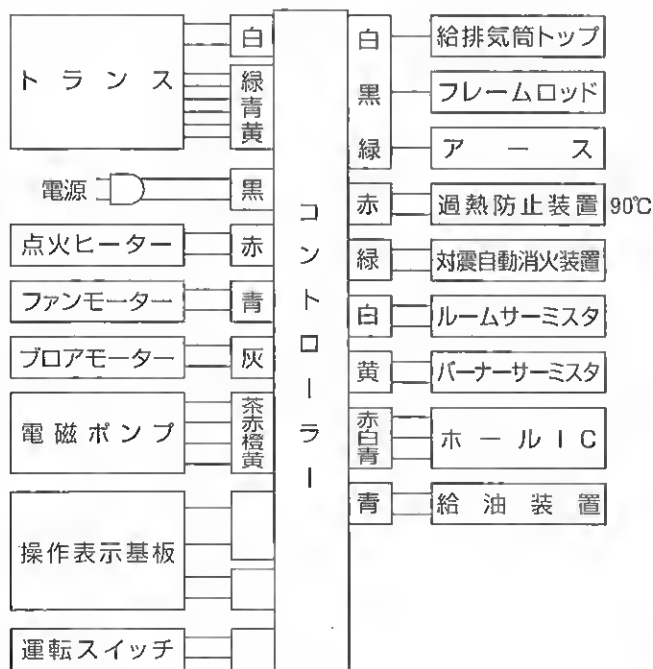 トランス
白
緑
青
黄
電源
黒
点火ヒーター
赤
ファンモーター
青
ブロアモーター
灰
電磁ポンプ
茶
赤
橙
黄
操作表示基板
運転スイッチ
コントローラー
白
給排気筒トップ
黒
フレームロッド
緑
アース
赤
過熱防止装置 90℃
緑
対震自動消火装置
白
ルームサーミスタ
黄
バーナーサーミスタ
赤
白
青
ホールIC
青
給油装置